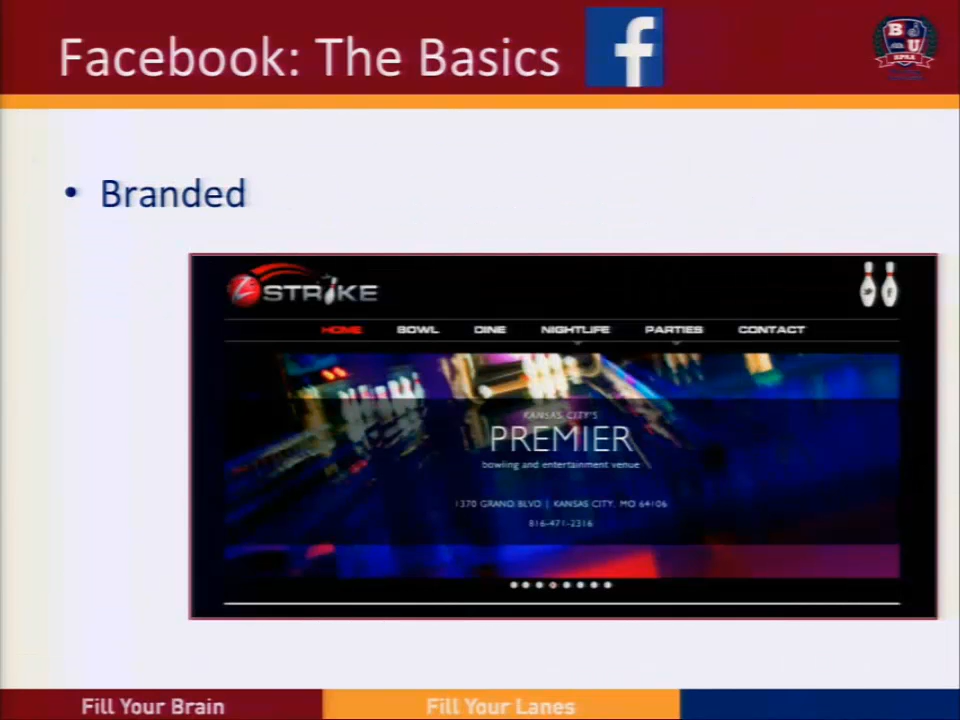 Facebook: The Basics
B U
BPAA
• Branded
STRIKE
HOME BOWL DINE NIGHTLIFE PARTIES CONTACT
KANSAS CITY'S
PREMIER
bowling and entertainment venue
1370 GRAND BLVD | KANSAS CITY, MO 64106
816-471-2316
Fill Your Brain Fill Your Lanes